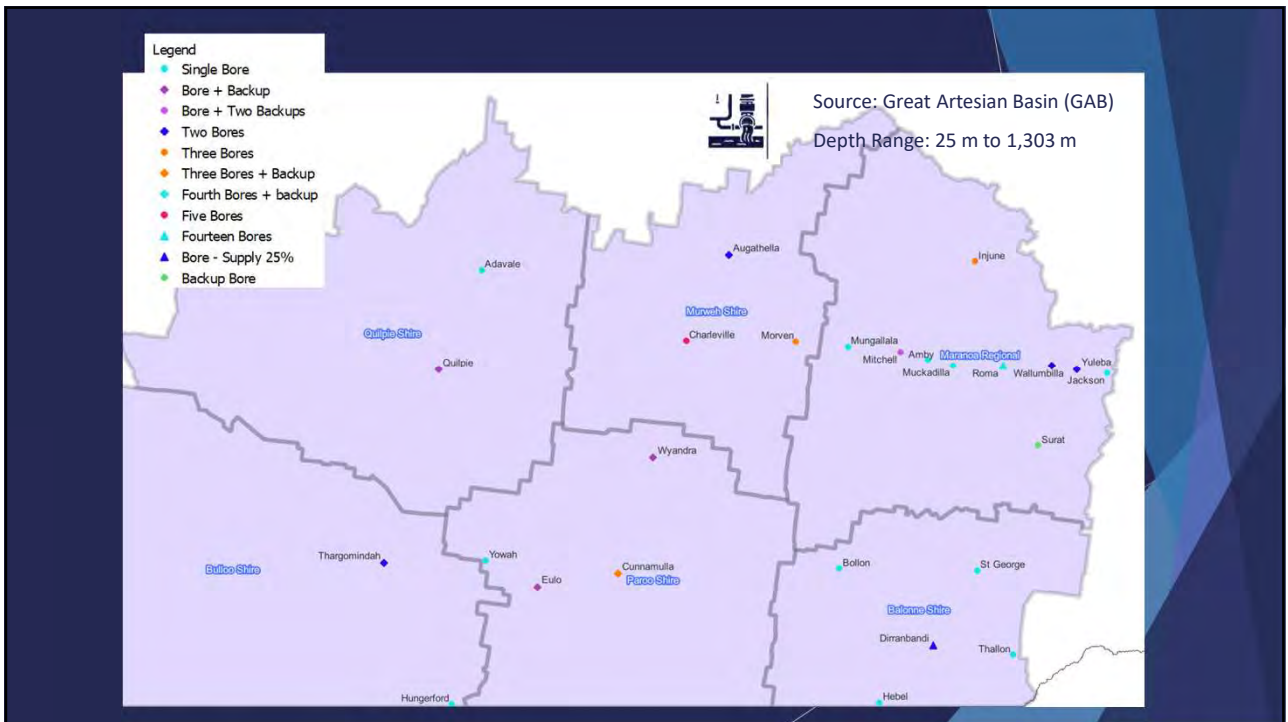 Legend
Single Bore
Bore + Backup
Bore + Two Backups
Two Bores
Three Bores
Three Bores + Backup
Fourth Bores + backup
Five Bores
Fourteen Bores
Bore - Supply 25%
Backup Bore
Source: Great Artesian Basin (GAB)
Depth Range: 25 m to 1,303 m
Augathella
Injune
Adavale
Murweh Shire
Quilpie Shire
Charleville
Morven
Mungallala
Mitchell
Amby
Maranoa Regional
Muckadilla
Roma
Wallumbilla
Yuleba
Jackson
Quilpie
Surat
Wyandra
Thargomindah
Yowah
Bulloo Shire
Eulo
Cunnamulla
Paroo Shire
Bollon
St George
Balonne Shire
Dirranbandi
Thallon
Hungerford
Hebel